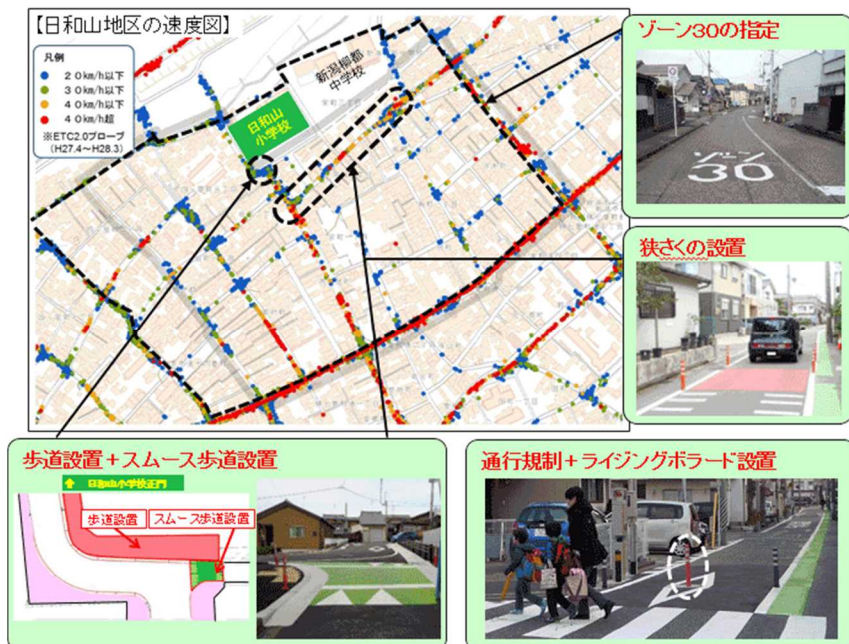 【日和山地区の速度図】
凡例
20km/h以下
30km/h以下
40km/h以下
40km/h超
※ETC2.0プローブ
(H27.4～H28.3)
新潟柳都
中学校
日和山
小学校
ゾーン30の指定
ゾーン
30
狭さくの設置
歩道設置＋スムース歩道設置
日和山小学校正門
歩道設置
スムース歩道設置
通行規制＋ライジングボラード設置